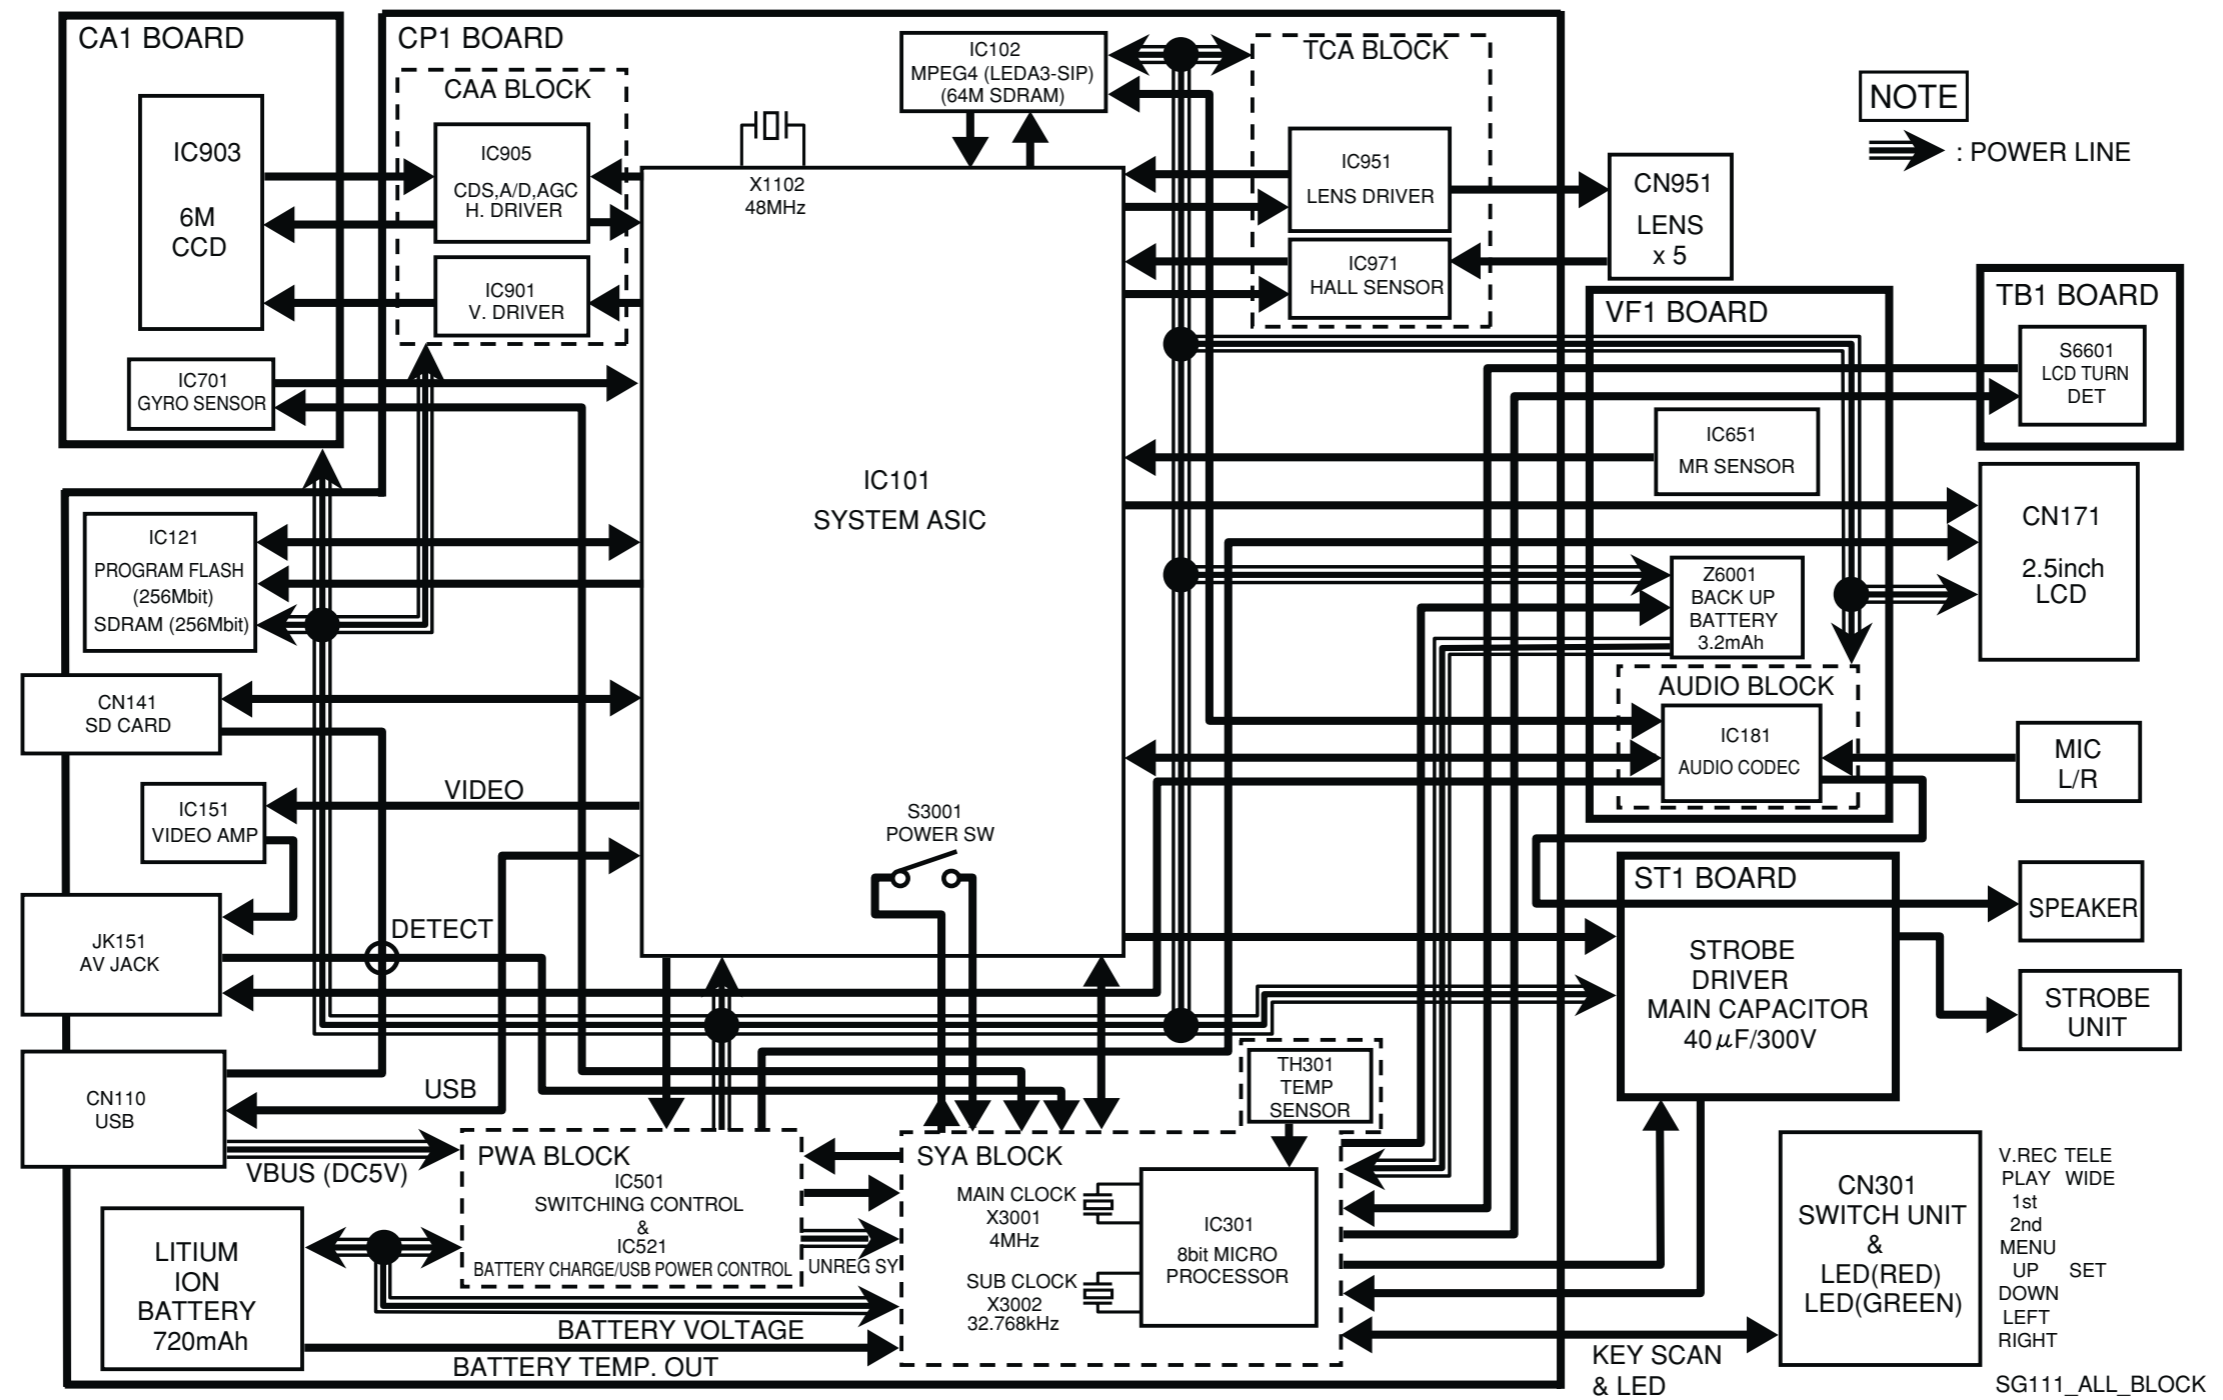 CA1 BOARD
IC903
6M
CCD
IC701
GYRO SENSOR
CP1 BOARD
CAA BLOCK
IC905
CDS,A/D,AGC
H. DRIVER
IC901
V. DRIVER
X1102
48MHz
IC102
MPEG4 (LEDA3-SIP)
(64M SDRAM)
TCA BLOCK
IC951
LENS DRIVER
IC971
HALL SENSOR
NOTE
: POWER LINE
CN951
LENS
x 5
TB1 BOARD
S6601
LCD TURN
DET
VF1 BOARD
IC651
MR SENSOR
IC101
SYSTEM ASIC
CN171
2.5inch
LCD
IC121
PROGRAM FLASH
(256Mbit)
SDRAM (256Mbit)
Z6001
BACK UP
BATTERY
3.2mAh
CN141
SD CARD
AUDIO BLOCK
IC181
AUDIO CODEC
MIC
L/R
IC151
VIDEO AMP
VIDEO
S3001
POWER SW
JK151
AV JACK
DETECT
ST1 BOARD
STROBE
DRIVER
MAIN CAPACITOR
40μF/300V
SPEAKER
STROBE
UNIT
CN110
USB
USB
VBUS (DC5V)
PWA BLOCK
IC501
SWITCHING CONTROL
&
IC521
BATTERY CHARGE/USB POWER CONTROL
UNREG SY
TH301
TEMP
SENSOR
SYA BLOCK
MAIN CLOCK
X3001
4MHz
SUB CLOCK
X3002
32.768kHz
IC301
8bit MICRO
PROCESSOR
LITIUM
ION
BATTERY
720mAh
BATTERY VOLTAGE
BATTERY TEMP. OUT
CN301
SWITCH UNIT
&
LED(RED)
LED(GREEN)
KEY SCAN
& LED
V.REC TELE
PLAY WIDE
1st
2nd
MENU
UP SET
DOWN
LEFT
RIGHT
SG111_ALL_BLOCK